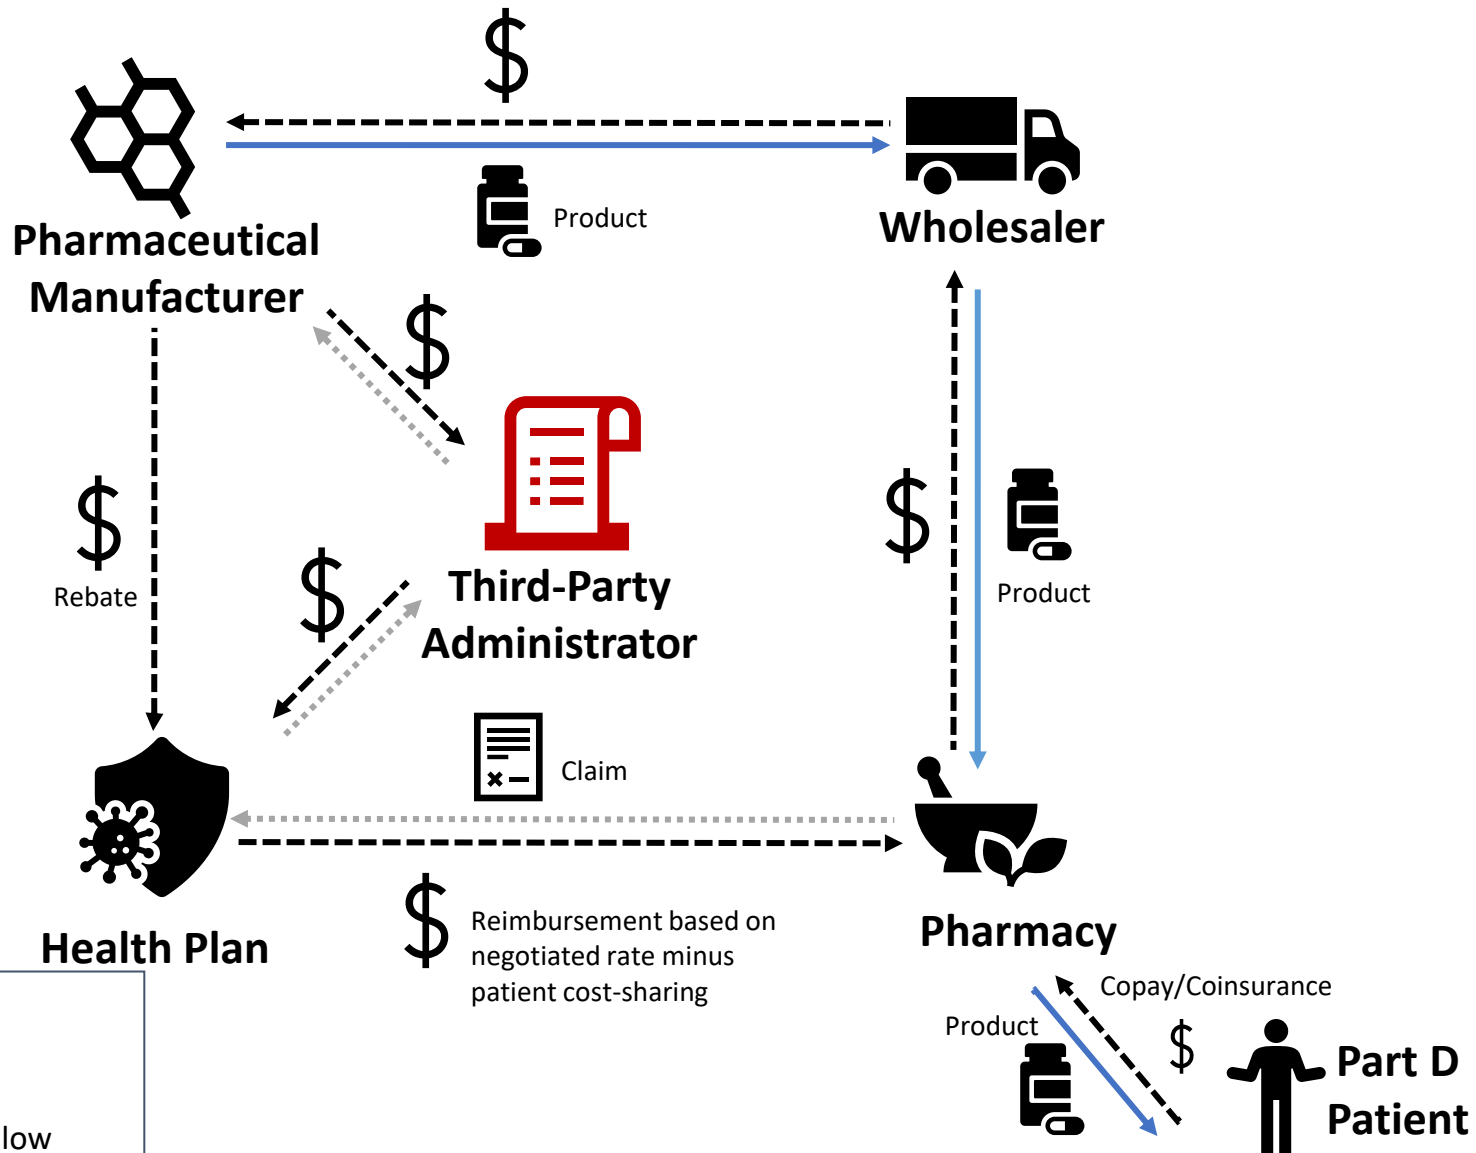 $
Product
Wholesaler
Pharmaceutical
Manufacturer
$
$
Rebate
$
Third-Party
Administrator
$
Product
Claim
Health Plan
$
Reimbursement based on
negotiated rate minus
patient cost-sharing
Pharmacy
Copay/Coinsurance
Product
$
Part D
Patient
low